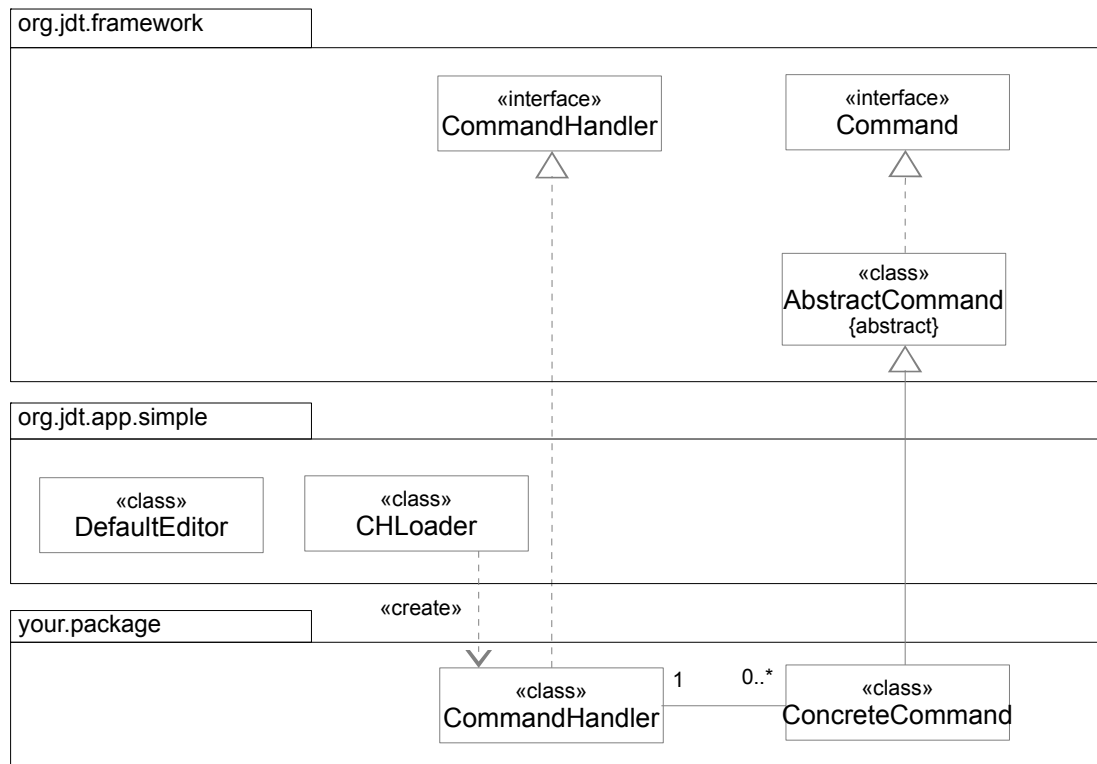 org.jdt.framework
«interface»
CommandHandler
«interface»
Command
«class»
AbstractCommand
{abstract}
org.jdt.app.simple
«class»
DefaultEditor
«class»
CHLoader
«create»
your.package
«class»
CommandHandler
1
0..*
«class»
ConcreteCommand